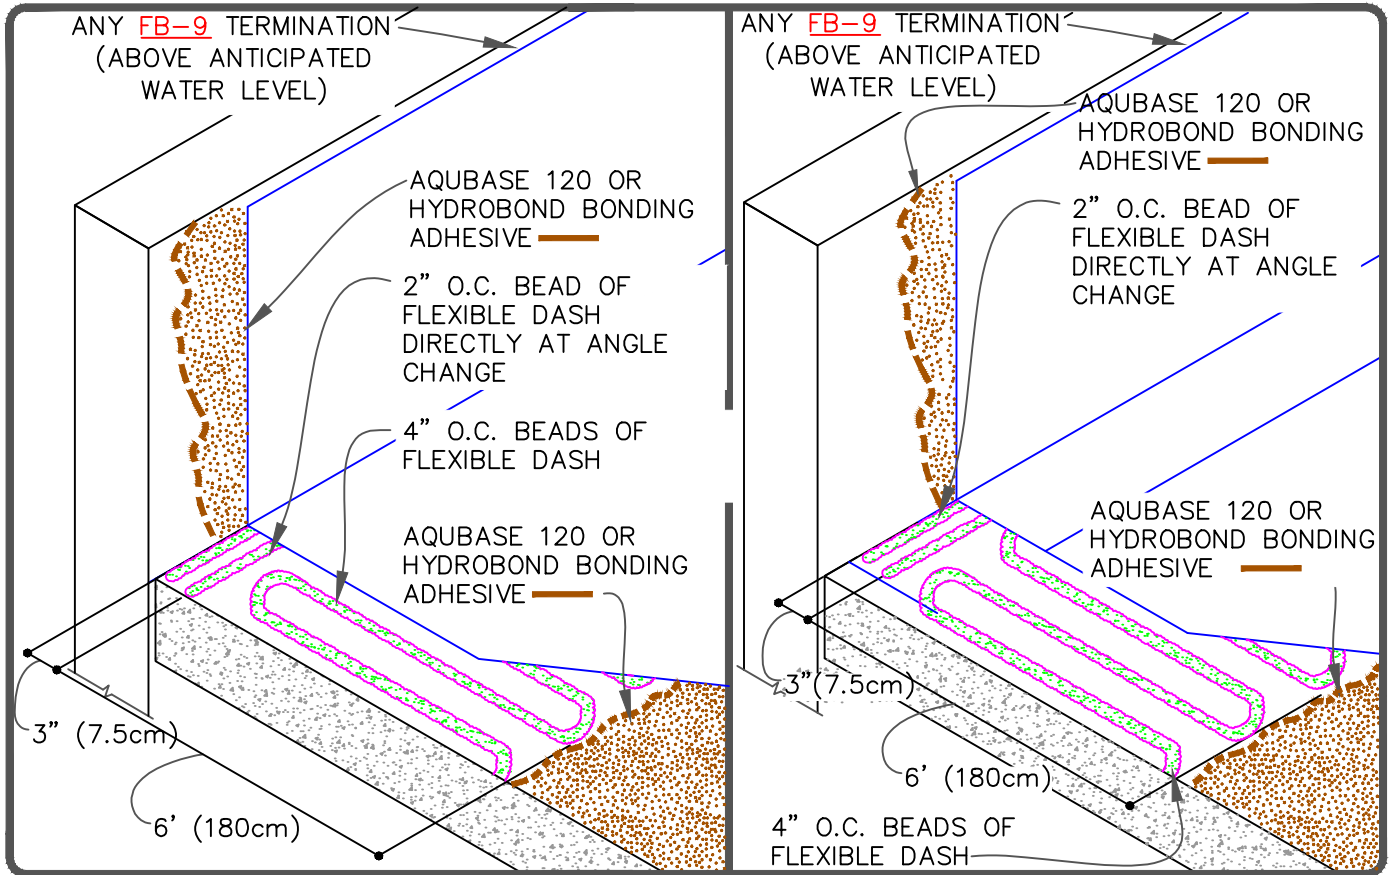 ANY FB-9 TERMINATION
(ABOVE ANTICIPATED
WATER LEVEL)
AQUBASE 120 OR
HYDROBOND BONDING
ADHESIVE
2" O.C. BEAD OF
FLEXIBLE DASH
DIRECTLY AT ANGLE
CHANGE
4" O.C. BEADS OF
FLEXIBLE DASH
AQUBASE 120 OR
HYDROBOND BONDING
ADHESIVE
3" (7.5cm)
6' (180cm)
ANY FB-9 TERMINATION
(ABOVE ANTICIPATED
WATER LEVEL)
AQUBASE 120 OR
HYDROBOND BONDING
ADHESIVE
2" O.C. BEAD OF
FLEXIBLE DASH
DIRECTLY AT ANGLE
CHANGE
AQUBASE 120 OR
HYDROBOND BONDING
ADHESIVE
3"(7.5cm)
6' (180cm)
4" O.C. BEADS OF
FLEXIBLE DASH